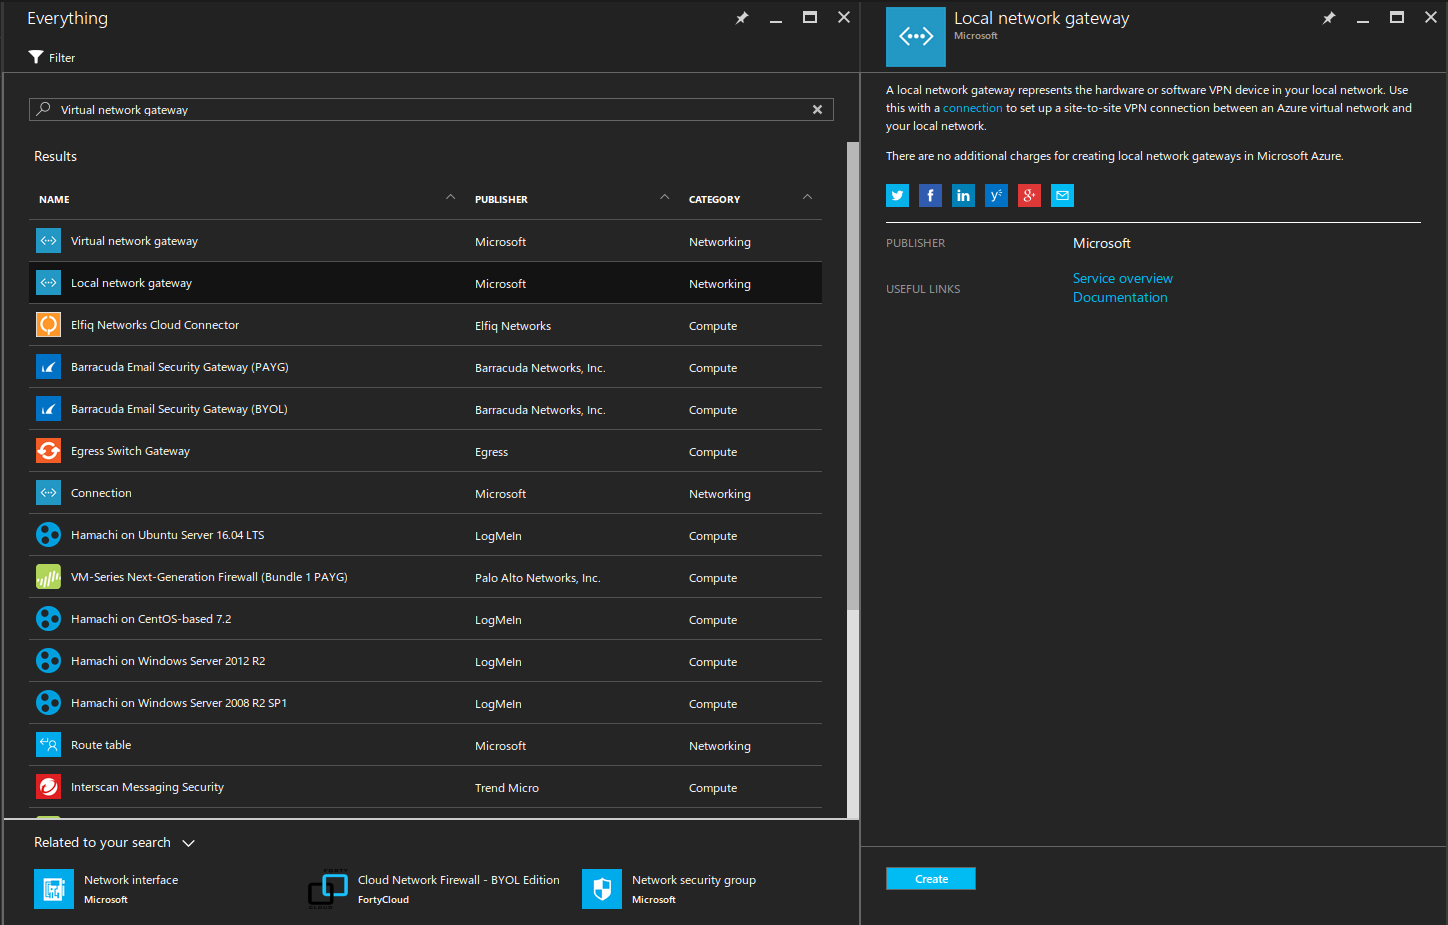 Everything
Filter
Virtual network gateway
Results
NAME PUBLISHER CATEGORY
Virtual network gateway Microsoft Networking
Local network gateway Microsoft Networking
Elfiq Networks Cloud Connector Elfiq Networks Compute
Barracuda Email Security Gateway (PAYG) Barracuda Networks, Inc. Compute
Barracuda Email Security Gateway (BYOL) Barracuda Networks, Inc. Compute
Egress Switch Gateway Egress Compute
Connection Microsoft Networking
Hamachi on Ubuntu Server 16.04 LTS LogMeIn Compute
VM-Series Next-Generation Firewall (Bundle 1 PAYG) Palo Alto Networks, Inc. Compute
Hamachi on CentOS-based 7.2 LogMeIn Compute
Hamachi on Windows Server 2012 R2 LogMeIn Compute
Hamachi on Windows Server 2008 R2 SP1 LogMeIn Compute
Route table Microsoft Networking
Interscan Messaging Security Trend Micro Compute
Related to your search
Network interface
Microsoft
Cloud Network Firewall - BYOL Edition
FortyCloud
Network security group
Microsoft
Local network gateway
Microsoft
A local network gateway represents the hardware or software VPN device in your local network. Use
this with a connection to set up a site-to-site VPN connection between an Azure virtual network and
your local network.
There are no additional charges for creating local network gateways in Microsoft Azure.
PUBLISHER Microsoft
USEFUL LINKS
Service overview
Documentation
Create